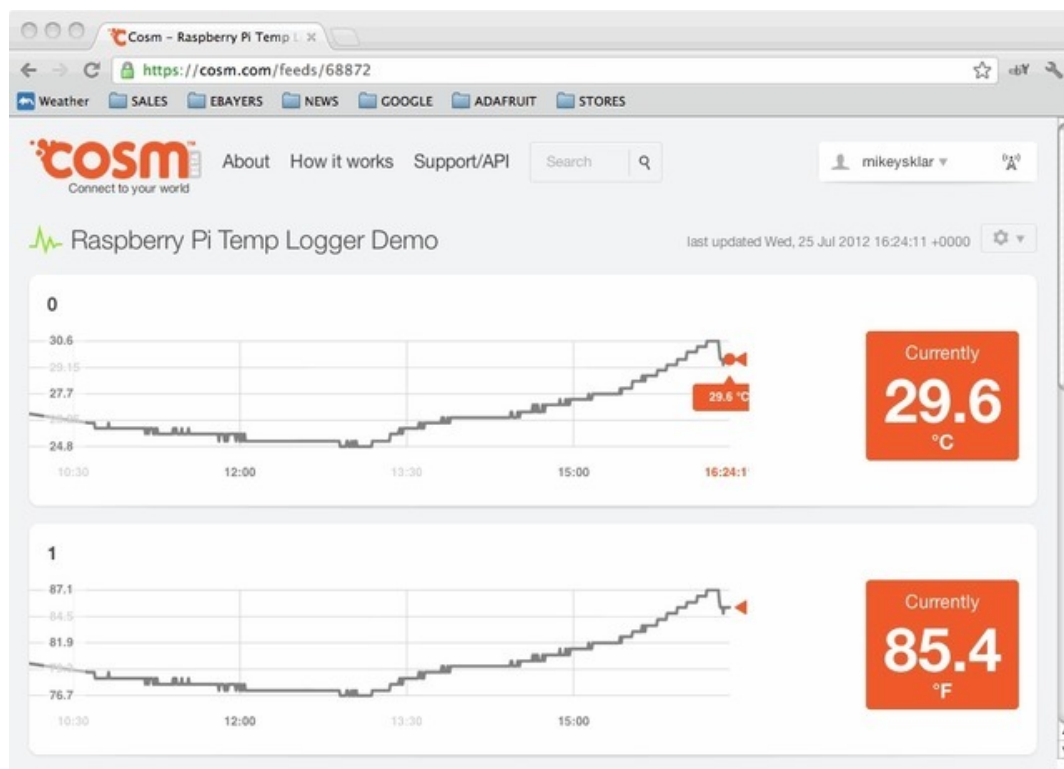 Cosm – Raspberry Pi Temp L
https://cosm.com/feeds/68872
Weather SALES EBAYERS NEWS GOOGLE ADAFRUIT STORES
cosm™
Connect to your world
About How it works Support/API Search mikeysklar
Raspberry Pi Temp Logger Demo
last updated Wed, 25 Jul 2012 16:24:11 +0000
0
30.6
29.15
27.7
24.8
29.6 °C
10:30 12:00 13:30 15:00 16:24:1
Currently
29.6
°C
1
87.1
84.5
81.9
76.7
10:30 12:00 13:30 15:00
Currently
85.4
°F